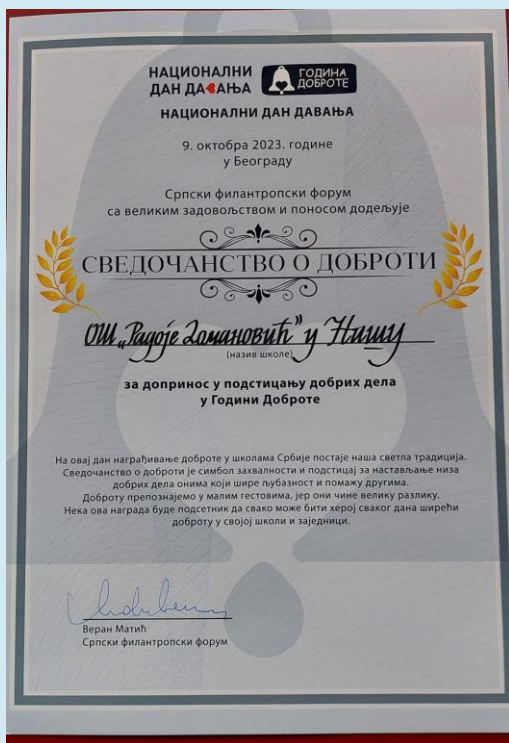 НАЦИОНАЛНИ
ДАН ДАВАЊА
ГОДИНА
ДОБРОТЕ
НАЦИОНАЛНИ ДАН ДАВАЊА
9. октобра 2023. године
у Београду
Српски филантропски форум
са великим задовољством и поносом додељује
СВЕДОЧАНСТВО О ДОБРОТИ
ОШ „Радоје Домановић” у Нишу
(назив школе)
за допринос у подстицању добрих дела
у Години Доброте
На овај дан награђивање доброте у школама Србије постаје наша светла традиција.
Сведочанство о доброти је симбол захвалности и подстицај за настављање низа
добрих дела онима који шире љубазност и помажу другима.
Доброту препознајемо у малим гестовима, јер они чине велику разлику.
Нека ова награда буде подсетник да свако може бити херој сваког дана ширећи
доброту у својој школи и заједници.
Веран Матић
Српски филантропски форум